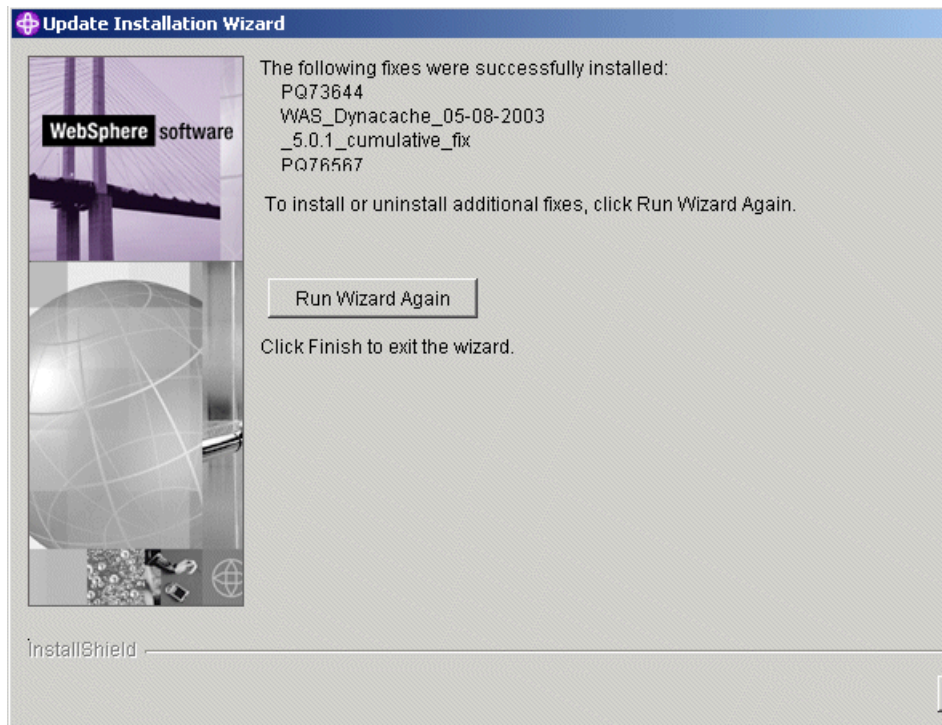 Update Installation Wizard
WebSphere software
The following fixes were successfully installed:
PQ73644
WAS_Dynacache_05-08-2003
_5.0.1_cumulative_fix
PQ76567
To install or uninstall additional fixes, click Run Wizard Again.
Run Wizard Again
Click Finish to exit the wizard.
InstallShield